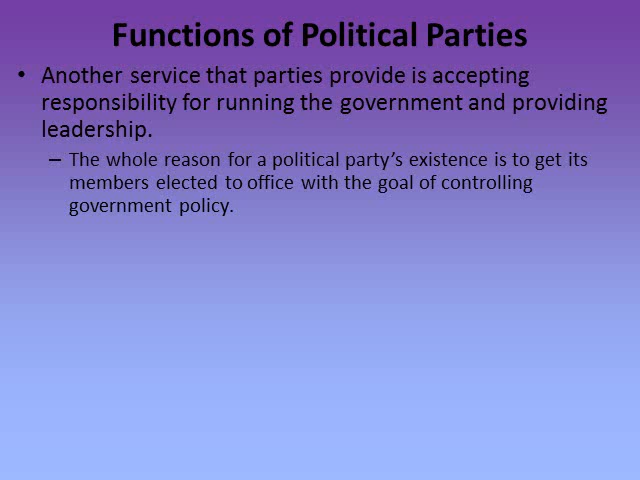 Functions of Political Parties
• Another service that parties provide is accepting
responsibility for running the government and providing
leadership.
– The whole reason for a political party’s existence is to get its
members elected to office with the goal of controlling
government policy.